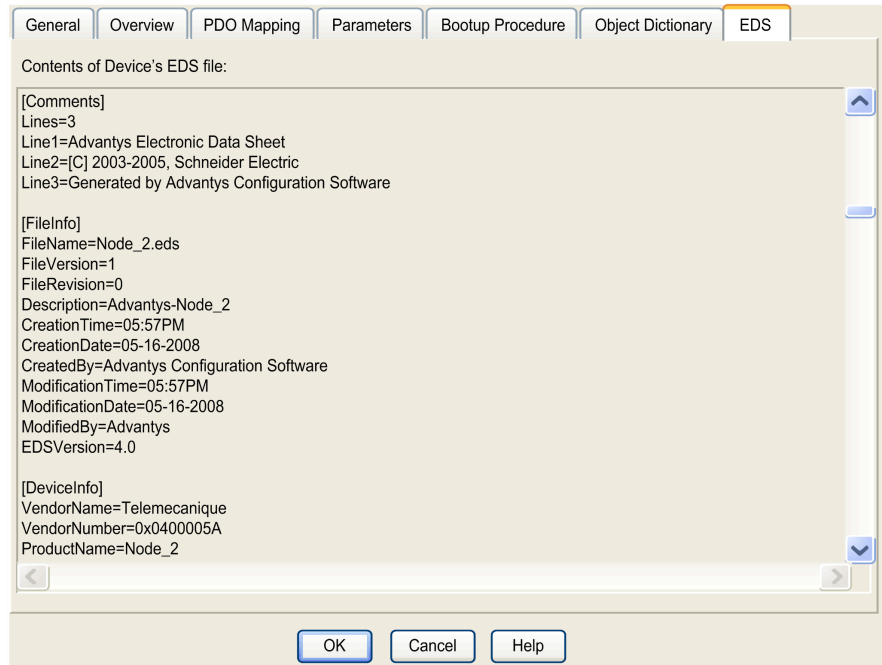 General Overview PDO Mapping Parameters Bootup Procedure Object Dictionary EDS
Contents of Device's EDS file:
[Comments]
Lines=3
Line1=Advantys Electronic Data Sheet
Line2=[C] 2003-2005, Schneider Electric
Line3=Generated by Advantys Configuration Software
[FileInfo]
FileName=Node_2.eds
FileVersion=1
FileRevision=0
Description=Advantys-Node_2
CreationTime=05:57PM
CreationDate=05-16-2008
CreatedBy=Advantys Configuration Software
ModificationTime=05:57PM
ModificationDate=05-16-2008
ModifiedBy=Advantys
EDSVersion=4.0
[DeviceInfo]
VendorName=Telemecanique
VendorNumber=0x0400005A
ProductName=Node_2
OK Cancel Help